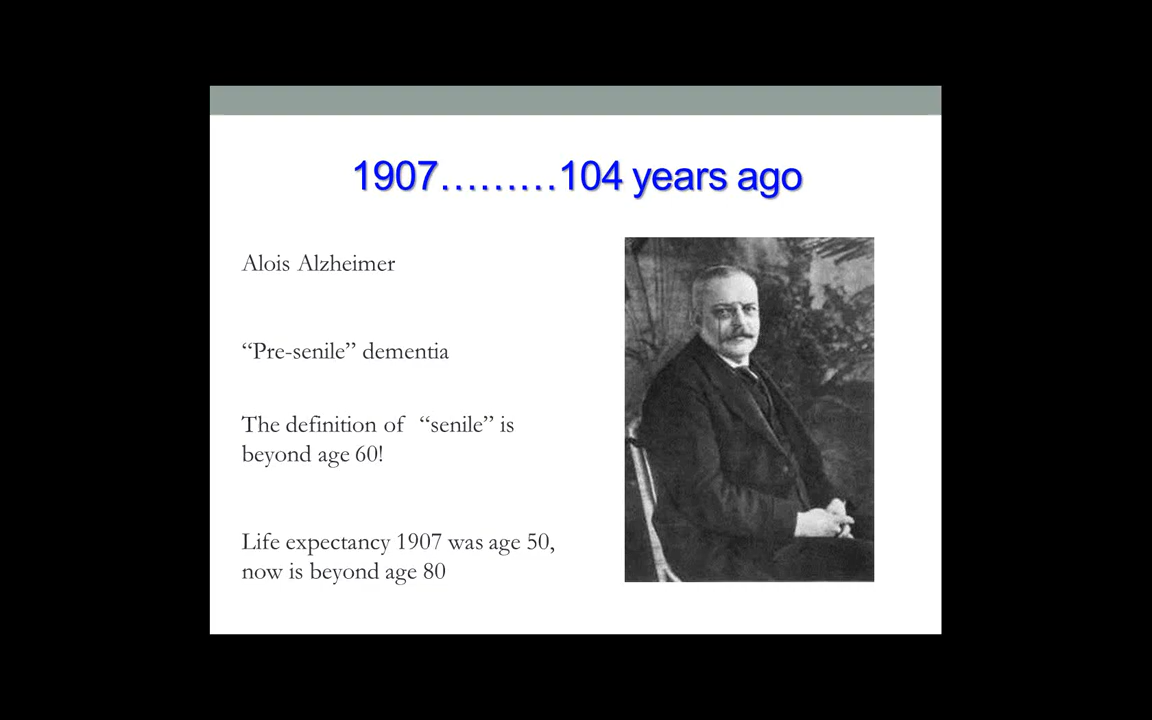 1907………104 years ago
Alois Alzheimer
“Pre-senile” dementia
The definition of “senile” is
beyond age 60!
Life expectancy 1907 was age 50,
now is beyond age 80